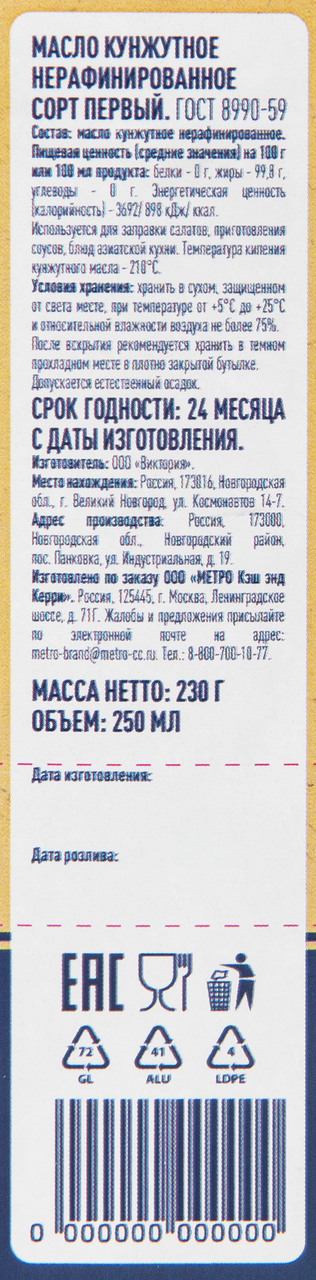 МАСЛО КУНЖУТНОЕ
НЕРАФИНИРОВАННОЕ
СОРТ ПЕРВЫЙ. ГОСТ 8990-59
Состав: масло кунжутное нерафинированное.
Пищевая ценность (средние значения) на 100 г
или 100 мл продукта: белки - 0 г, жиры - 99,8 г,
углеводы - 0 г. Энергетическая ценность
(калорийность) - 3692/ 898 кДж/ ккал.
Используется для заправки салатов, приготовления
соусов, блюд азиатской кухни. Температура кипения
кунжутного масла - 210°С.
Условия хранения: хранить в сухом, защищенном
от света месте, при температуре от +5°С до +25°С
и относительной влажности воздуха не более 75%.
После вскрытия рекомендуется хранить в темном
прохладном месте в плотно закрытой бутылке.
Допускается естественный осадок.
СРОК ГОДНОСТИ: 24 МЕСЯЦА
С ДАТЫ ИЗГОТОВЛЕНИЯ.
Изготовитель: ООО «Виктория».
Место нахождения: Россия, 173016, Новгородская
обл., г. Великий Новгород, ул. Космонавтов 14-7.
Адрес производства: Россия, 173000,
Новгородская обл., Новгородский район,
пос. Панковка, ул. Индустриальная, д. 19.
Изготовлено по заказу ООО «МЕТРО Кэш энд
Керри». Россия, 125445, г. Москва, Ленинградское
шоссе, д. 71Г. Жалобы и предложения присылайте
по электронной почте на адрес:
metro-brand@metro-cc.ru. Тел.: 8-800-700-10-77.
МАССА НЕТТО: 230 Г
ОБЪЕМ: 250 МЛ
Дата изготовления:
Дата розлива:
ЕАС
72 41 4
GL ALU LDPE
0 000000 000000